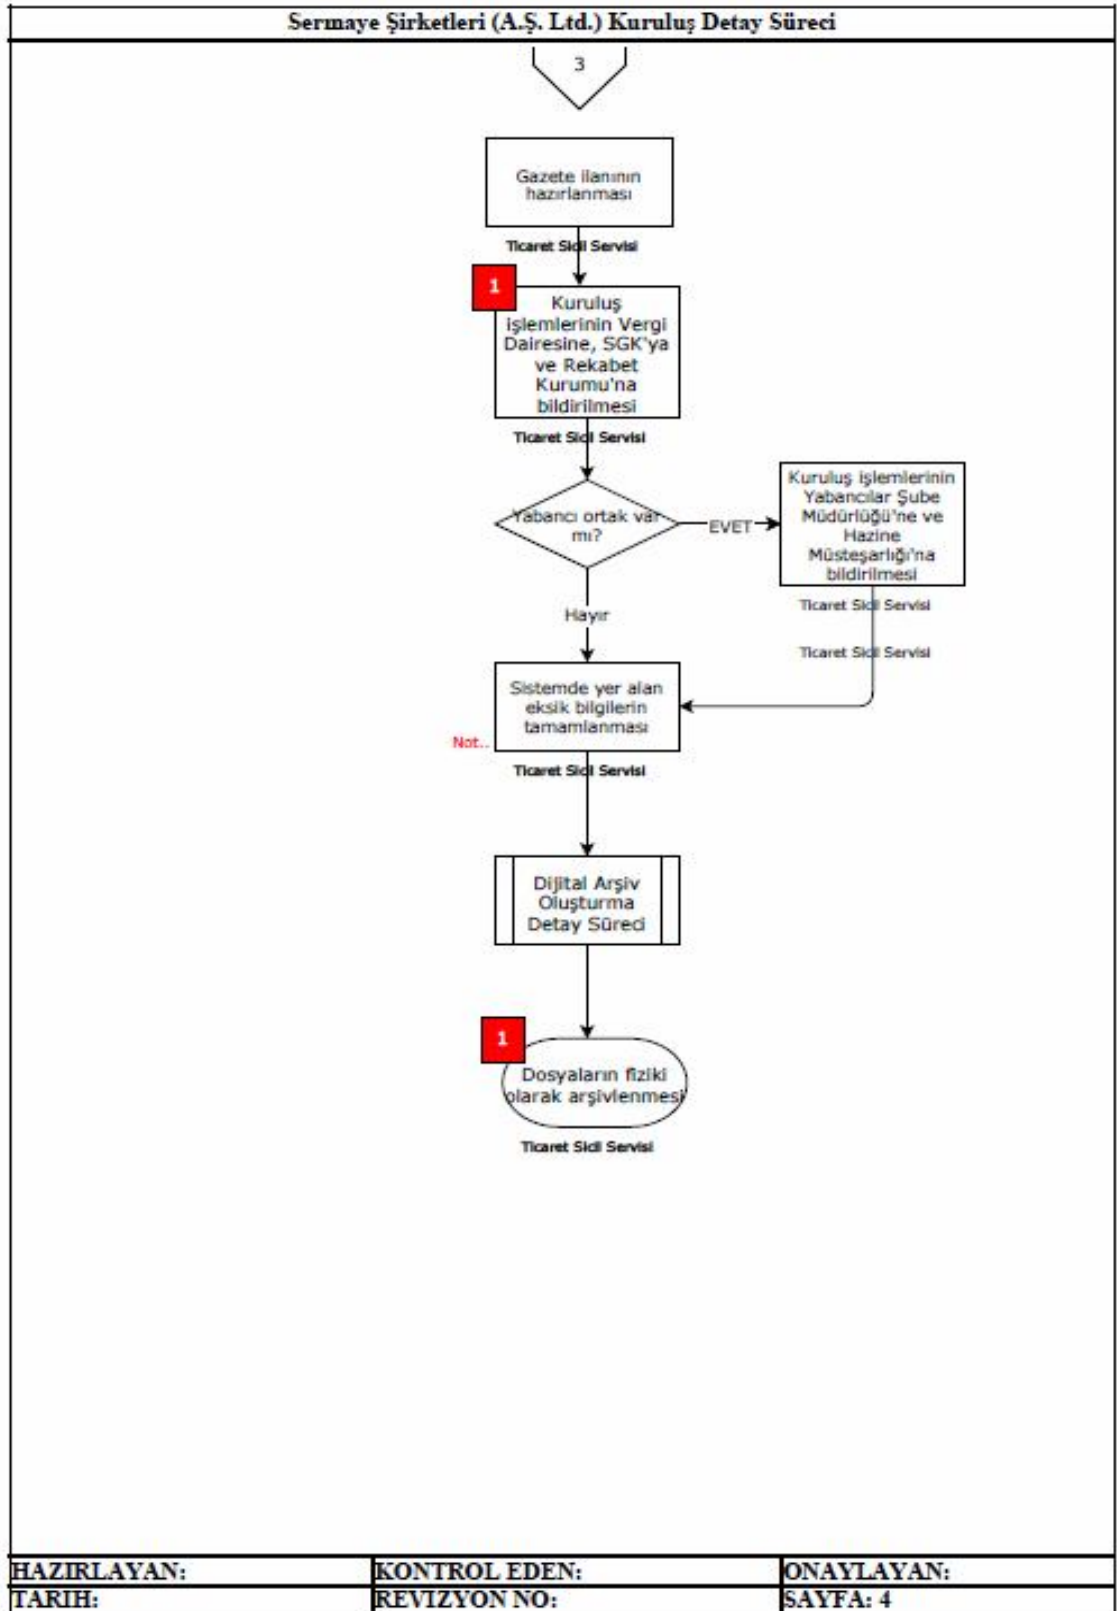 Sermaye Şirketleri (A.Ş. Ltd.) Kuruluş Detay Süreci
3
Gazete ilanının
hazırlanması
Ticaret Sicil Servisi
1
Kuruluş
işlemlerinin Vergi
Dairesine, SGK'ya
ve Rekabet
Kurumu'na
bildirilmesi
Ticaret Sicil Servisi
Yabancı ortak var
mı?
EVET
Kuruluş işlemlerinin
Yabancılar Şube
Müdürlüğü'ne ve
Hazine
Müsteşarlığı'na
bildirilmesi
Ticaret Sicil Servisi
Ticaret Sicil Servisi
Hayır
Sistemde yer alan
eksik bilgilerin
tamamlanması
Not..
Ticaret Sicil Servisi
Dijital Arşiv
Oluşturma
Detay Süreci
1
Dosyaların fiziki
olarak arşivlenmesi
Ticaret Sicil Servisi
HAZIRLAYAN: KONTROL EDEN: ONAYLAYAN:
TARIH: REVIZYON NO: SAYFA: 4